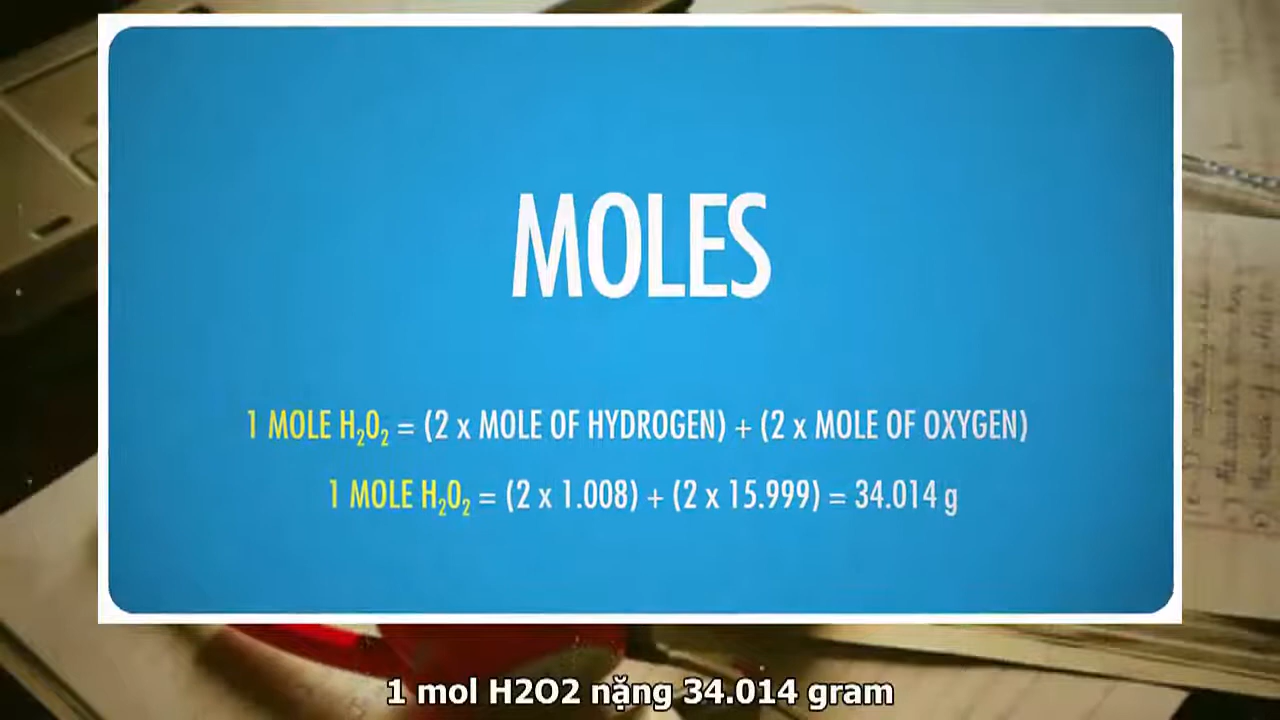 MOLES
1 MOLE H₂O₂ = (2 x MOLE OF HYDROGEN) + (2 x MOLE OF OXYGEN)
1 MOLE H₂O₂ = (2 x 1.008) + (2 x 15.999) = 34.014 g
1 mol H2O2 nặng 34.014 gram